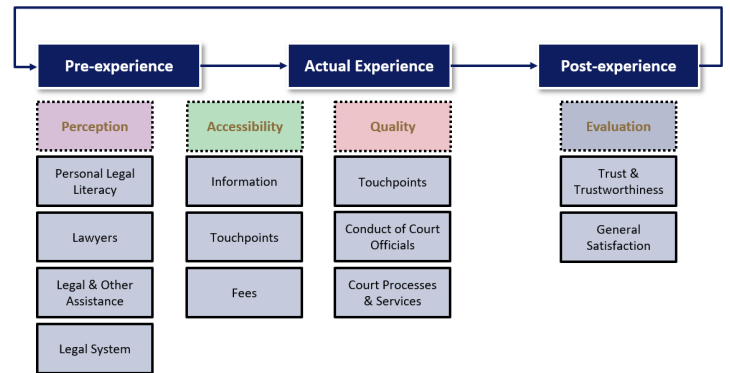 Pre-experience
Actual Experience
Post-experience
Perception
Accessibility
Quality
Evaluation
Personal Legal
Literacy
Information
Touchpoints
Trust &
Trustworthiness
Lawyers
Touchpoints
Conduct of Court
Officials
General
Satisfaction
Legal & Other
Assistance
Fees
Court Processes
& Services
Legal System